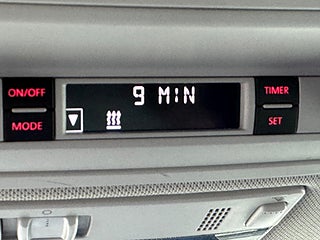 ON/OFF
MODE
9 MIN
TIMER
SET